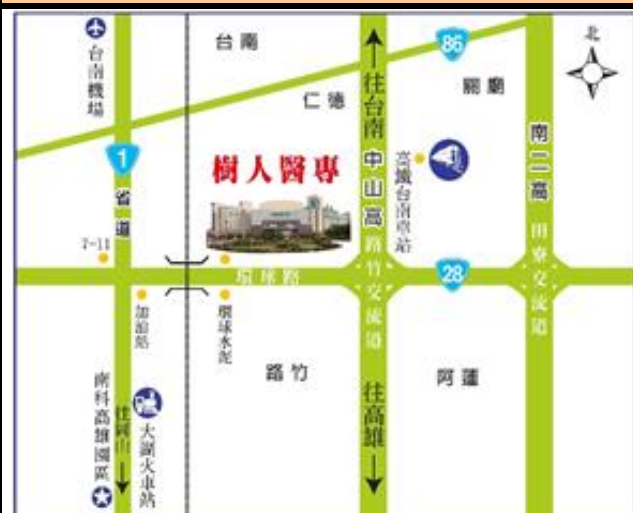 北
台南
86
台南機場
往台南
關廟
仁德
1
省道
中山高
南二高
樹人醫專
高鐵台南車站
7-11
環球路
路竹交流道
28
田寮交流道
加油站
環球水泥
路竹
阿蓮
南科高雄園區
往岡山
大湖火車站
往高雄